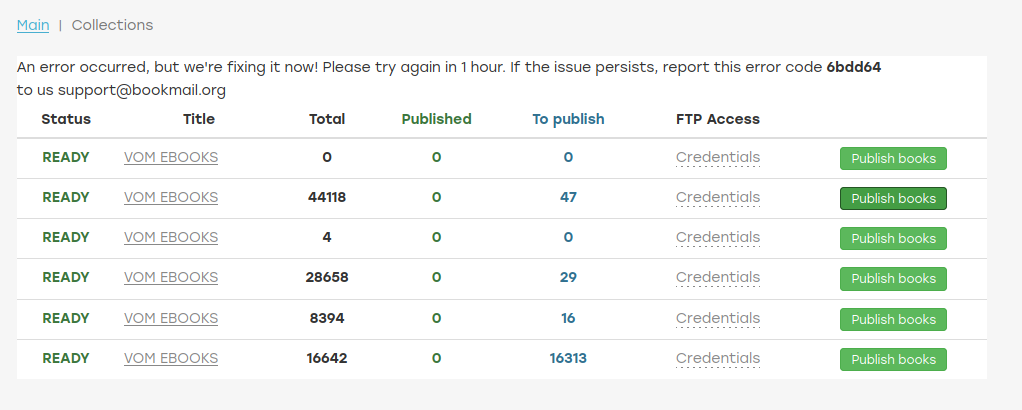 Main | Collections
An error occurred, but we're fixing it now! Please try again in 1 hour. If the issue persists, report this error code 6bdd64
to us support@bookmail.org
Status Title Total Published To publish FTP Access
READY VOM EBOOKS 0 0 0 Credentials Publish books
READY VOM EBOOKS 44118 0 47 Credentials Publish books
READY VOM EBOOKS 4 0 0 Credentials Publish books
READY VOM EBOOKS 28658 0 29 Credentials Publish books
READY VOM EBOOKS 8394 0 16 Credentials Publish books
READY VOM EBOOKS 16642 0 16313 Credentials Publish books